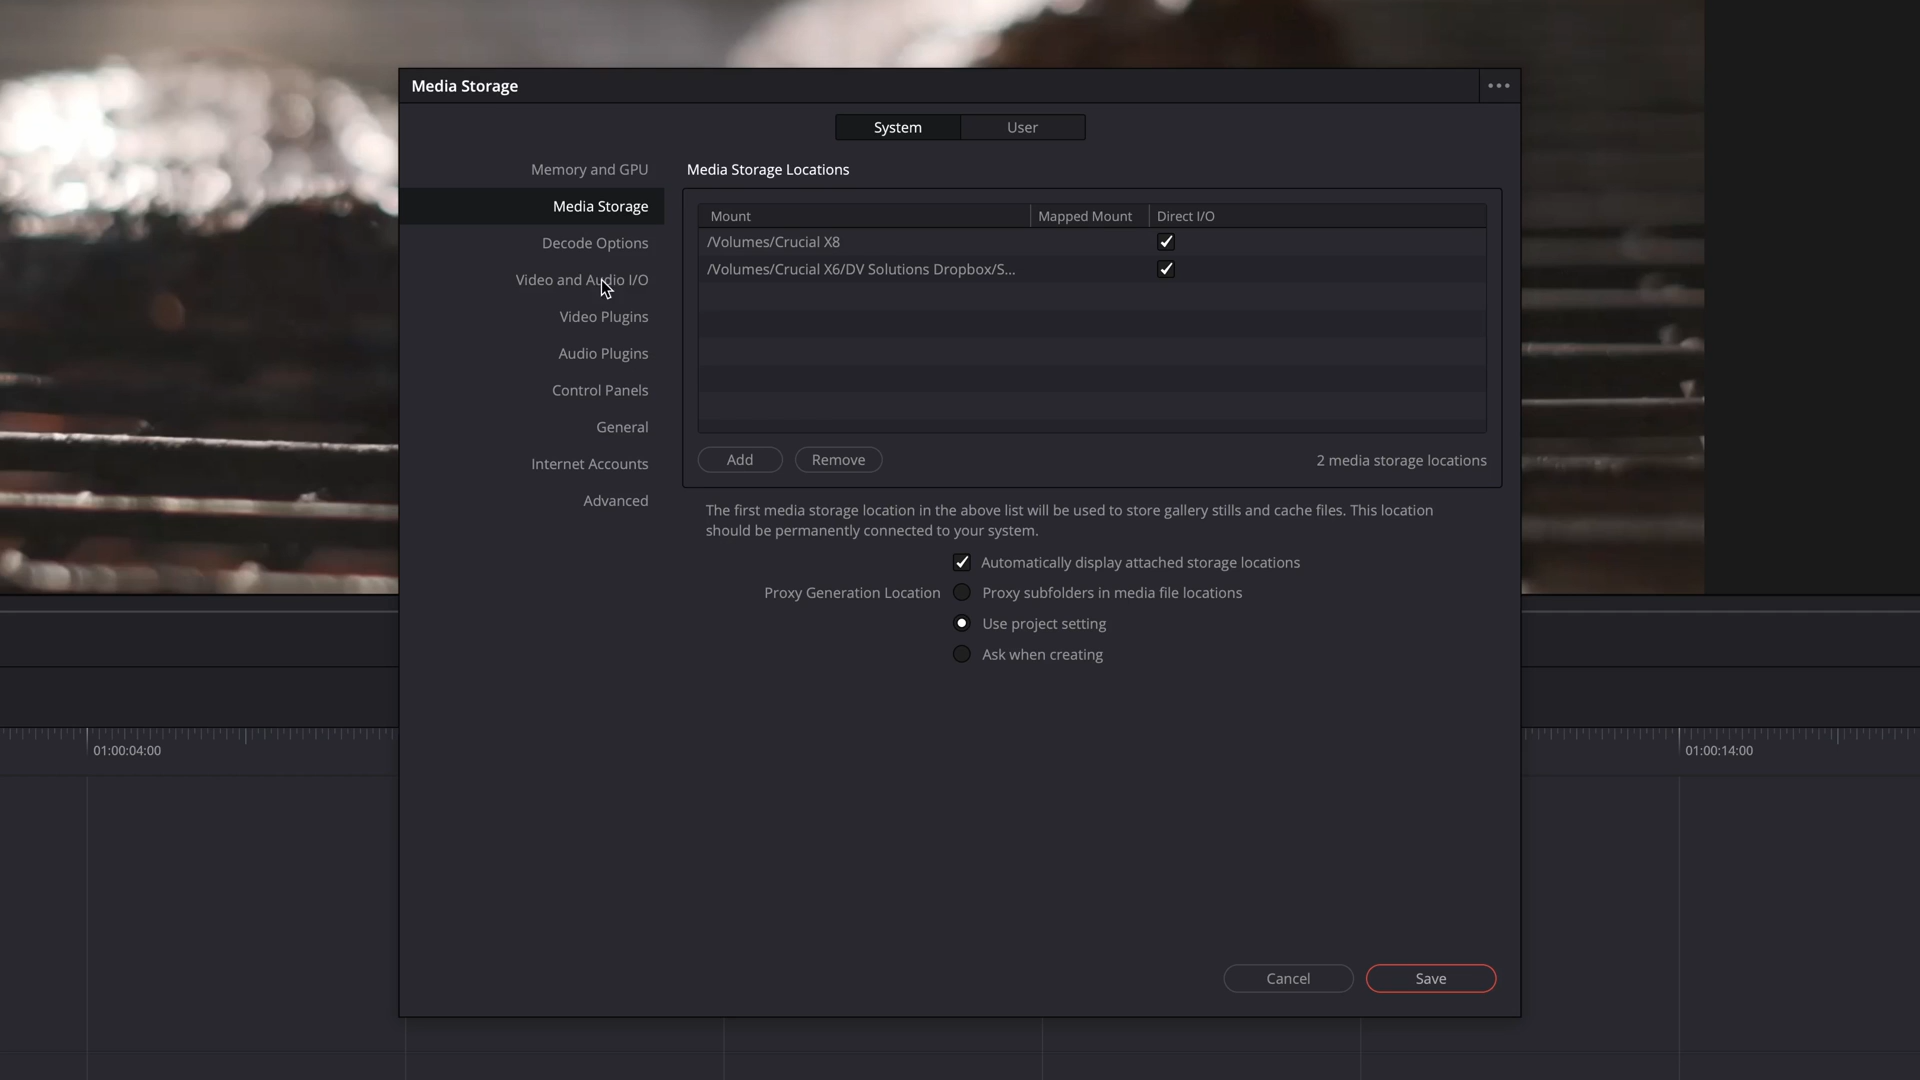 Media Storage
System
User
Memory and GPU
Media Storage
Decode Options
Video and Audio I/O
Video Plugins
Audio Plugins
Control Panels
General
Internet Accounts
Advanced
Media Storage Locations
Mount
Mapped Mount
Direct I/O
/Volumes/Crucial X8
/Volumes/Crucial X6/DV Solutions Dropbox/S...
Add
Remove
2 media storage locations
The first media storage location in the above list will be used to store gallery stills and cache files. This location
should be permanently connected to your system.
Automatically display attached storage locations
Proxy Generation Location
Proxy subfolders in media file locations
Use project setting
Ask when creating
01:00:04:00
01:00:14:00
Cancel
Save